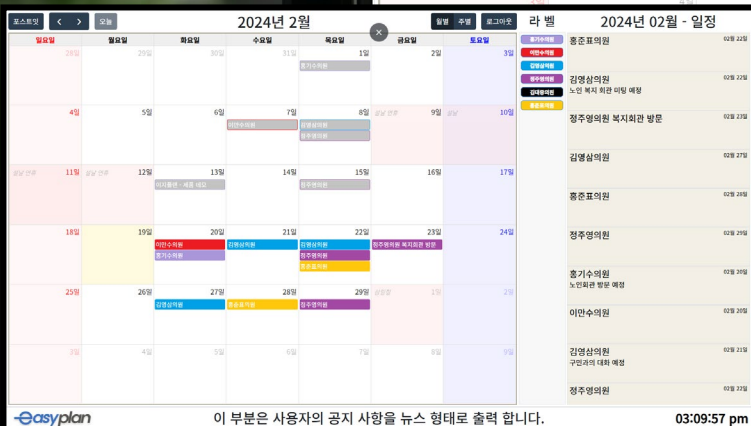 포스트잇 < > 오늘 2024년 2월 월별 주별 로그아웃 라 벨 2024년 02월 - 일정
일요일 월요일 화요일 수요일 목요일 금요일 토요일
28일 29일 30일 31일 1일 2일 3일
홍기수의원
4일 5일 6일 7일 8일 설날 연휴 9일 설날 10일
이만수의원 김영삼의원
정주영의원
설날 연휴 11일 설날 연휴 12일 13일 14일 15일 16일 17일
이지플랜 - 제품 데모 정주영의원
18일 19일 20일 21일 22일 23일 24일
이만수의원 김영삼의원 김영삼의원 정주영의원 복지회관 방문
홍기수의원 정주영의원
홍준표의원
25일 26일 27일 28일 29일 삼일절 1일 2일
김영삼의원 홍준표의원 정주영의원
3일 4일 5일 6일 7일 8일 9일
홍기수의원
이만수의원
김영삼의원
정주영의원
김대중의원
홍준표의원
홍준표의원 02월 22일
김영삼의원 02월 22일
노인 복지 회관 미팅 예정
정주영의원 복지회관 방문 02월 23일
김영삼의원 02월 27일
홍준표의원 02월 28일
정주영의원 02월 29일
홍기수의원 02월 20일
노인회관 방문 예정
이만수의원 02월 20일
김영삼의원 02월 21일
구민과의 대화 예정
정주영의원 02월 22일
easyplan 이 부분은 사용자의 공지 사항을 뉴스 형태로 출력 합니다. 03:09:57 pm